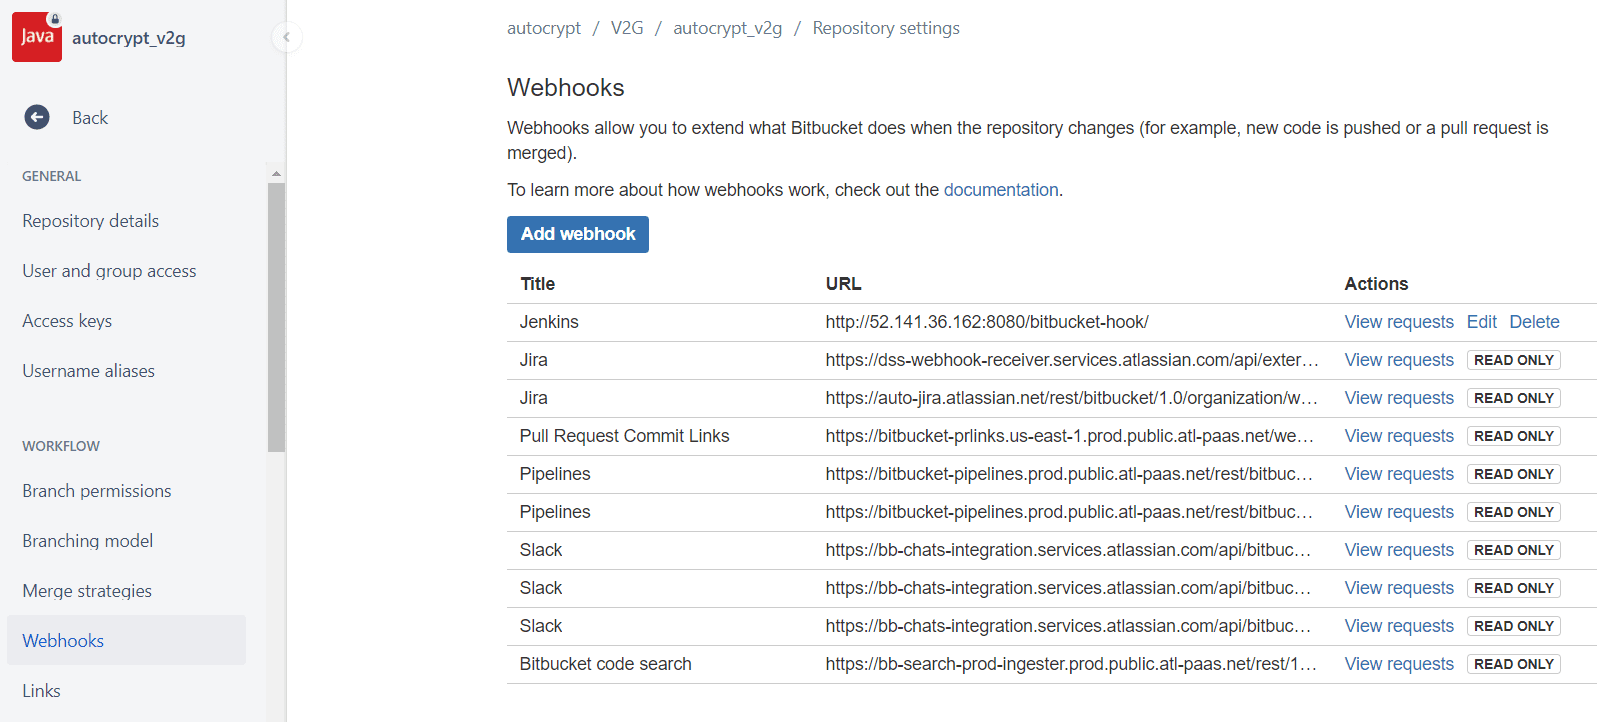 Java
autocrypt_v2g
Back
GENERAL
Repository details
User and group access
Access keys
Username aliases
WORKFLOW
Branch permissions
Branching model
Merge strategies
Webhooks
Links
autocrypt / V2G / autocrypt_v2g / Repository settings
Webhooks
Webhooks allow you to extend what Bitbucket does when the repository changes (for example, new code is pushed or a pull request is
merged).
To learn more about how webhooks work, check out the documentation.
Add webhook
Title URL Actions
Jenkins http://52.141.36.162:8080/bitbucket-hook/ View requests Edit Delete
Jira https://dss-webhook-receiver.services.atlassian.com/api/exter... View requests READ ONLY
Jira https://auto-jira.atlassian.net/rest/bitbucket/1.0/organization/w... View requests READ ONLY
Pull Request Commit Links https://bitbucket-prlinks.us-east-1.prod.public.atl-paas.net/we... View requests READ ONLY
Pipelines https://bitbucket-pipelines.prod.public.atl-paas.net/rest/bitbuc... View requests READ ONLY
Pipelines https://bitbucket-pipelines.prod.public.atl-paas.net/rest/bitbuc... View requests READ ONLY
Slack https://bb-chats-integration.services.atlassian.com/api/bitbuc... View requests READ ONLY
Slack https://bb-chats-integration.services.atlassian.com/api/bitbuc... View requests READ ONLY
Slack https://bb-chats-integration.services.atlassian.com/api/bitbuc... View requests READ ONLY
Bitbucket code search https://bb-search-prod-ingester.prod.public.atl-paas.net/rest/1... View requests READ ONLY